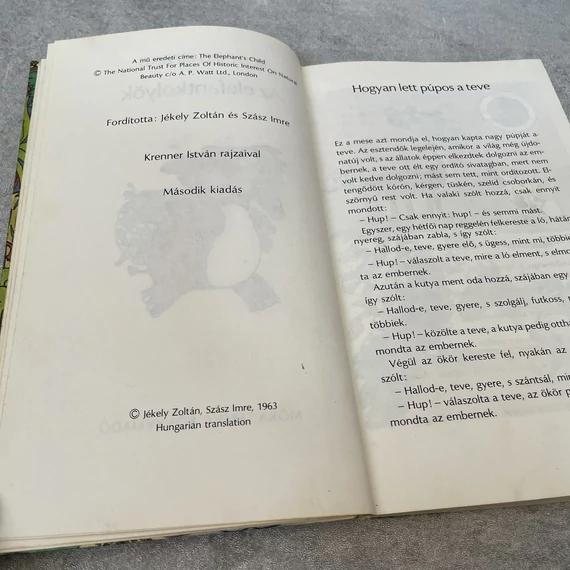 A mű eredeti címe: The Elephant's Child
© The National Trust For Places Of Historic Interest On Natural
Beauty c/o A. P. Watt Ltd., London
Fordította: Jékely Zoltán és Szász Imre
Krenner István rajzaival
Második kiadás
© Jékely Zoltán, Szász Imre, 1963
Hungarian translation
Hogyan lett púpos a teve
Ez a mese azt mondja el, hogyan kapta nagy púpját a
teve. Az esztendők legelején, amikor a világ még újdo-
natúj volt, s az állatok éppen elkezdtek dolgozni az em-
bernek, a teve ott élt egy ordító sivatagban, mert nem
volt kedve dolgozni; mást sem tett, mint ordítozott. El-
tengődött kórón, kérgen, tüskén, szelíd csoborkán, és
szörnyű rest volt. Ha valaki szólt hozzá, csak ennyit
mondott:
– Hup! – Csak ennyit: hup! – és semmi mást.
Egyszer, egy hétfői nap reggelén felkereste a ló, hátán
nyereg, szájában zabla, s így szólt:
– Hallod-e, teve, gyere elő, s ügess, mint mi, többie
– Hup! – válaszolt a teve, mire a ló elment, s elmo
ta az embernek.
Azután a kutya ment oda hozzá, szájában egy
így szólt:
– Hallod-e, teve, gyere, s szolgálj, futkoss,
többiek.
– Hup! – közölte a teve, a kutya pedig ottha
mondta az embernek.
Végül az ökör kereste fel, nyakán az
szólt:
– Hallod-e, teve, gyere, s szántsál, min
– Hup! – válaszolta a teve, az ökör p
mondta az embernek.